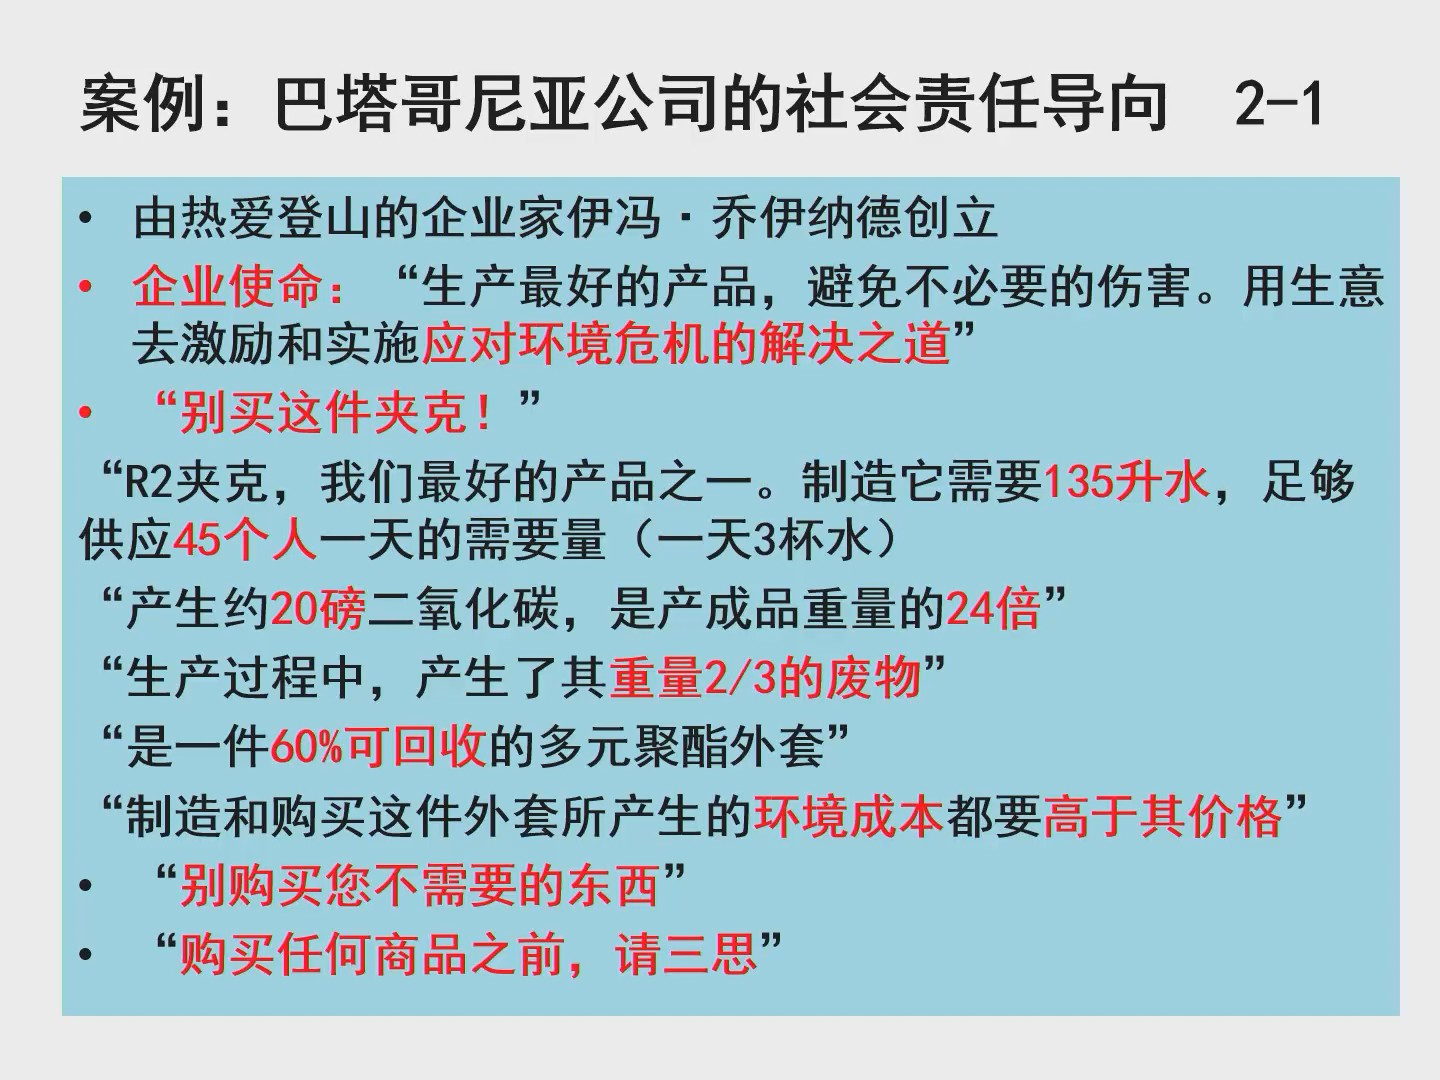 案例：巴塔哥尼亚公司的社会责任导向 2-1
• 由热爱登山的企业家伊冯·乔伊纳德创立
• 企业使命：“生产最好的产品，避免不必要的伤害。用生意
去激励和实施应对环境危机的解决之道”
• “别买这件夹克！”
“R2夹克，我们最好的产品之一。制造它需要135升水，足够
供应45个人一天的需要量（一天3杯水）
“产生约20磅二氧化碳，是产成品重量的24倍”
“生产过程中，产生了其重量2/3的废物”
“是一件60%可回收的多元聚酯外套”
“制造和购买这件外套所产生的环境成本都要高于其价格”
• “别购买您不需要的东西”
• “购买任何商品之前，请三思”